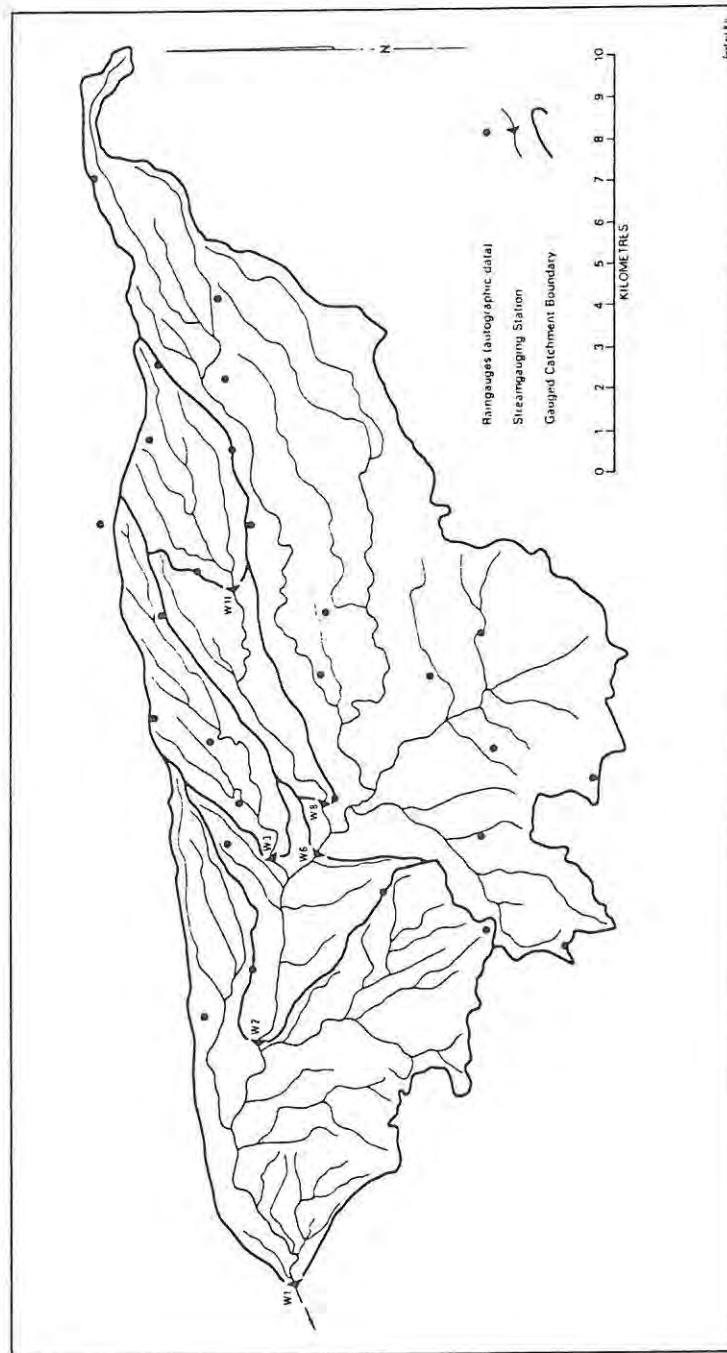 N
Raingauges (autographic data)
Streamgauging Station
Gauged Catchment Boundary
0 1 2 3 4 5 6 7 8 9 10
KILOMETRES
W1
W2
W3
W6
W8
W11